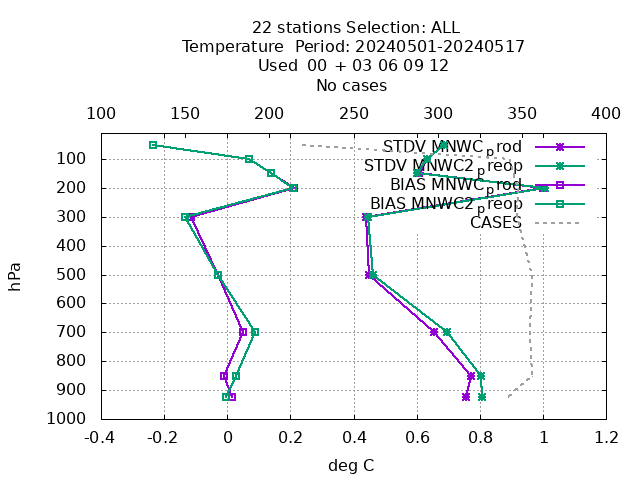 22 stations Selection: ALL
Temperature  Period: 20240501-20240517
Used  00 + 03 06 09 12
No cases
100 150 200 250 300 350 400
STDV MNWC_prod
STDV MNWC2_preop
BIAS MNWC_prod
BIAS MNWC2_preop
CASES
hPa
100
200
300
400
500
600
700
800
900
1000
-0.4 -0.2 0 0.2 0.4 0.6 0.8 1 1.2
deg C